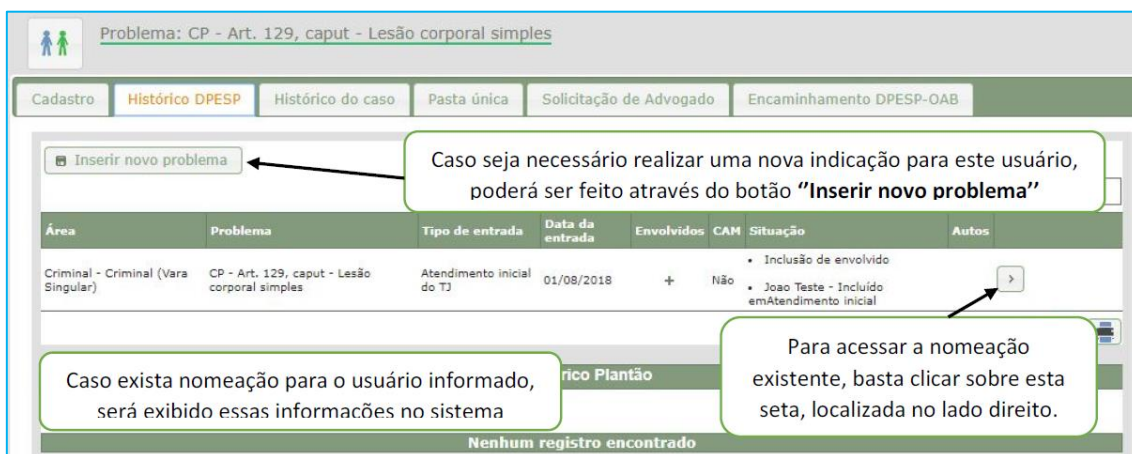 Problema: CP - Art. 129, caput - Lesão corporal simples
Cadastro Histórico DPESP Histórico do caso Pasta única Solicitação de Advogado Encaminhamento DPESP-OAB
Inserir novo problema
Caso seja necessário realizar uma nova indicação para este usuário,
poderá ser feito através do botão ‘‘Inserir novo problema’’
Área Problema Tipo de entrada Data da entrada Envolvidos CAM Situação Autos
Criminal - Criminal (Vara
Singular)
CP - Art. 129, caput - Lesão
corporal simples
Atendimento inicial
do TJ
01/08/2018
+
Não
• Inclusão de envolvido
• Joao Teste - Incluído
emAtendimento inicial
>
Caso exista nomeação para o usuário informado,
será exibido essas informações no sistema
rico Plantão
Para acessar a nomeação
existente, basta clicar sobre esta
seta, localizada no lado direito.
Nenhum registro encontrado